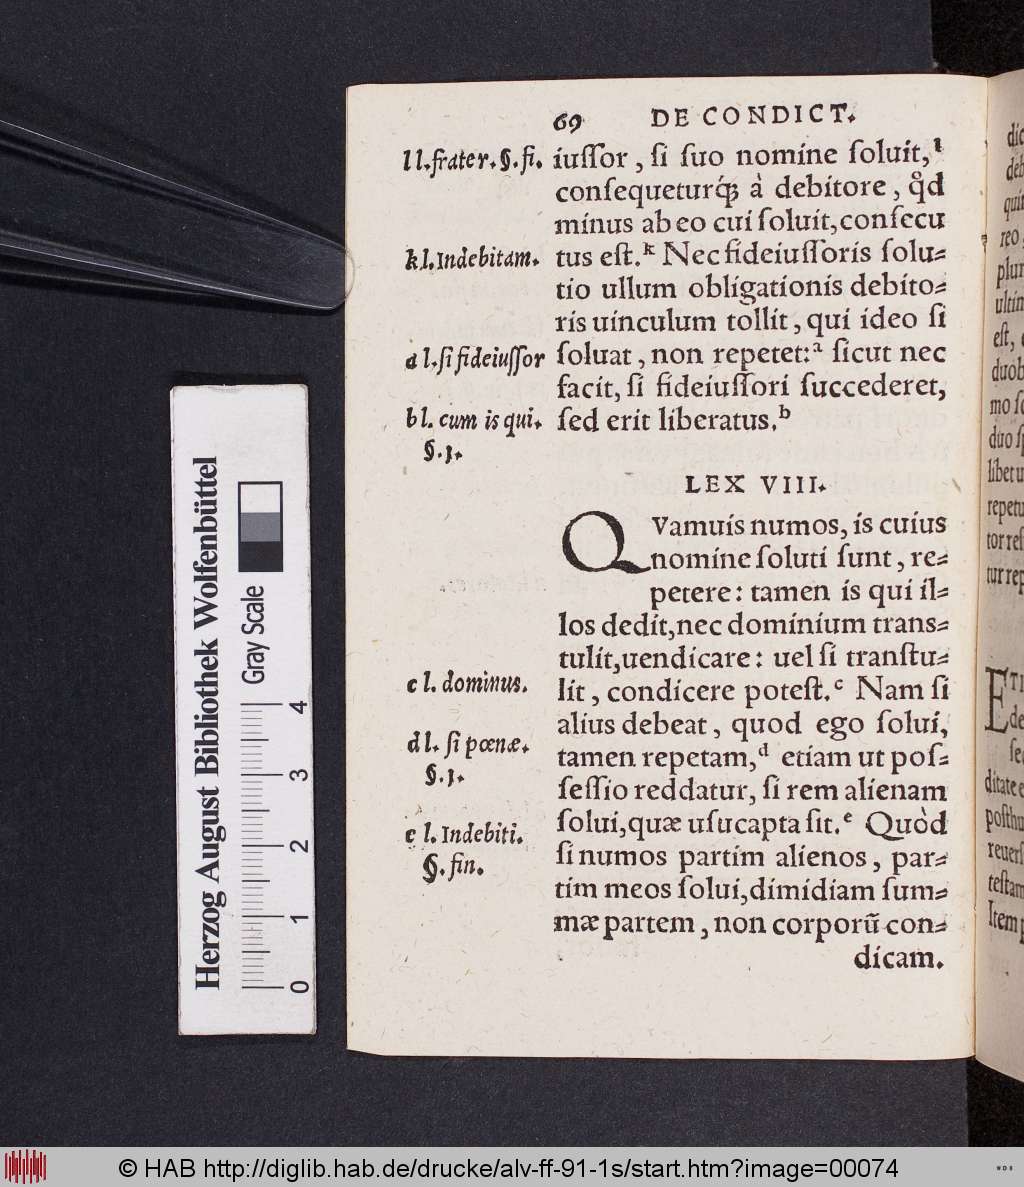 69 DE CONDICT.
l l. frater. §. fi.
iussor, si suo nomine soluit,¹
consequeturq́ꝫ à debitore, qd̊
minus ab eo cui soluit, consecu
k l. Indebitam.
tus est.ᵏ Nec fideiussoris solu⸗
tio ullum obligationis debito⸗
ris uinculum tollit, qui ideo si
a l. si fideiussor
soluat, non repetet:ᵃ sicut nec
facit, si fideiussori succederet,
b l. cum is qui.
§. 1.
sed erit liberatus.ᵇ
LEX VIII.
QVamuis numos, is cuius
nomine soluti sunt, re⸗
petere: tamen is qui il⸗
los dedit, nec dominium trans⸗
tulit, uendicare: uel si transtu⸗
c l. dominus.
lit, condicere potest.ᶜ Nam si
alius debeat, quod ego solui,
d l. si pœnæ.
§. 1.
tamen repetam,ᵈ etiam ut pos⸗
sessio reddatur, si rem alienam
e l. Indebiti.
§. fin.
solui, quæ usucapta sit.ᵉ Quòd
si numos partim alienos, par⸗
tim meos solui, dimidiam sum⸗
mæ partem, non corporũ con⸗
dicam.
Herzog August Bibliothek Wolfenbüttel
Gray Scale
0 1 2 3 4
© HAB http://diglib.hab.de/drucke/alv-ff-91-1s/start.htm?image=00074